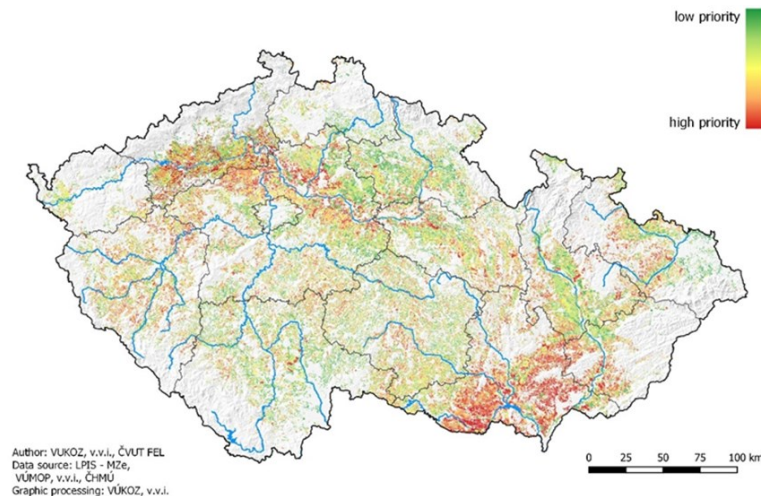 low priority
high priority
Author: VUKOZ, v.v.i., ČVUT FEL
Data source: LPIS - MZe,
VÚMOP, v.v.i., ČHMÚ
Graphic processing: VÚKOZ, v.v.i.
0 25 50 75 100 km